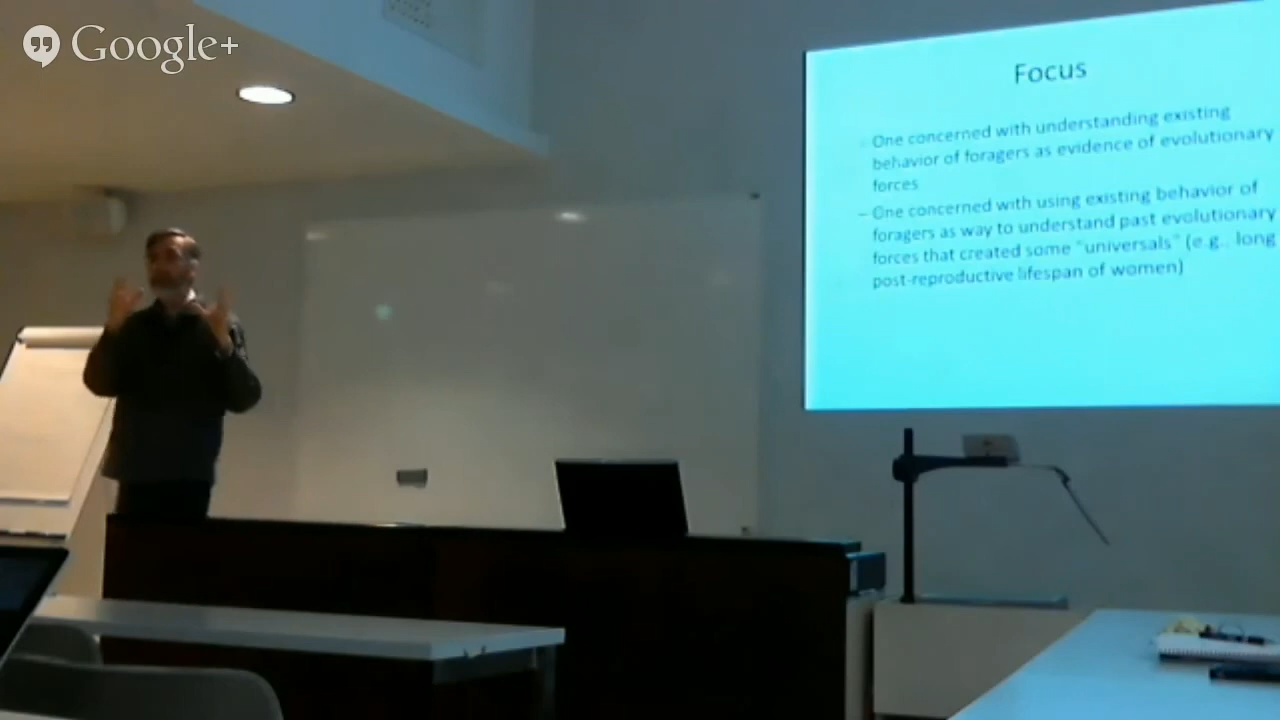 Google+
Focus
One concerned with understanding existing
behavior of foragers as evidence of evolutionary
forces
– One concerned with using existing behavior of
foragers as way to understand past evolutionary
forces that created some "universals" (e.g., long
post-reproductive lifespan of women)